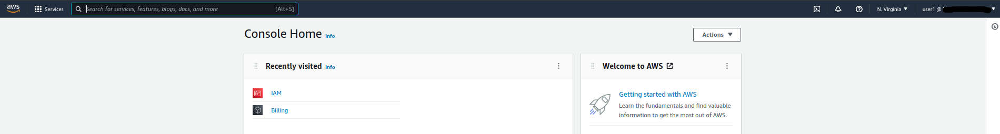 aws Services Search for services, features, blogs, docs, and more [Alt+S] N. Virginia user1 @
Console Home Info
Actions
Recently visited Info
Welcome to AWS
IAM
Billing
Getting started with AWS
Learn the fundamentals and find valuable
information to get the most out of AWS.